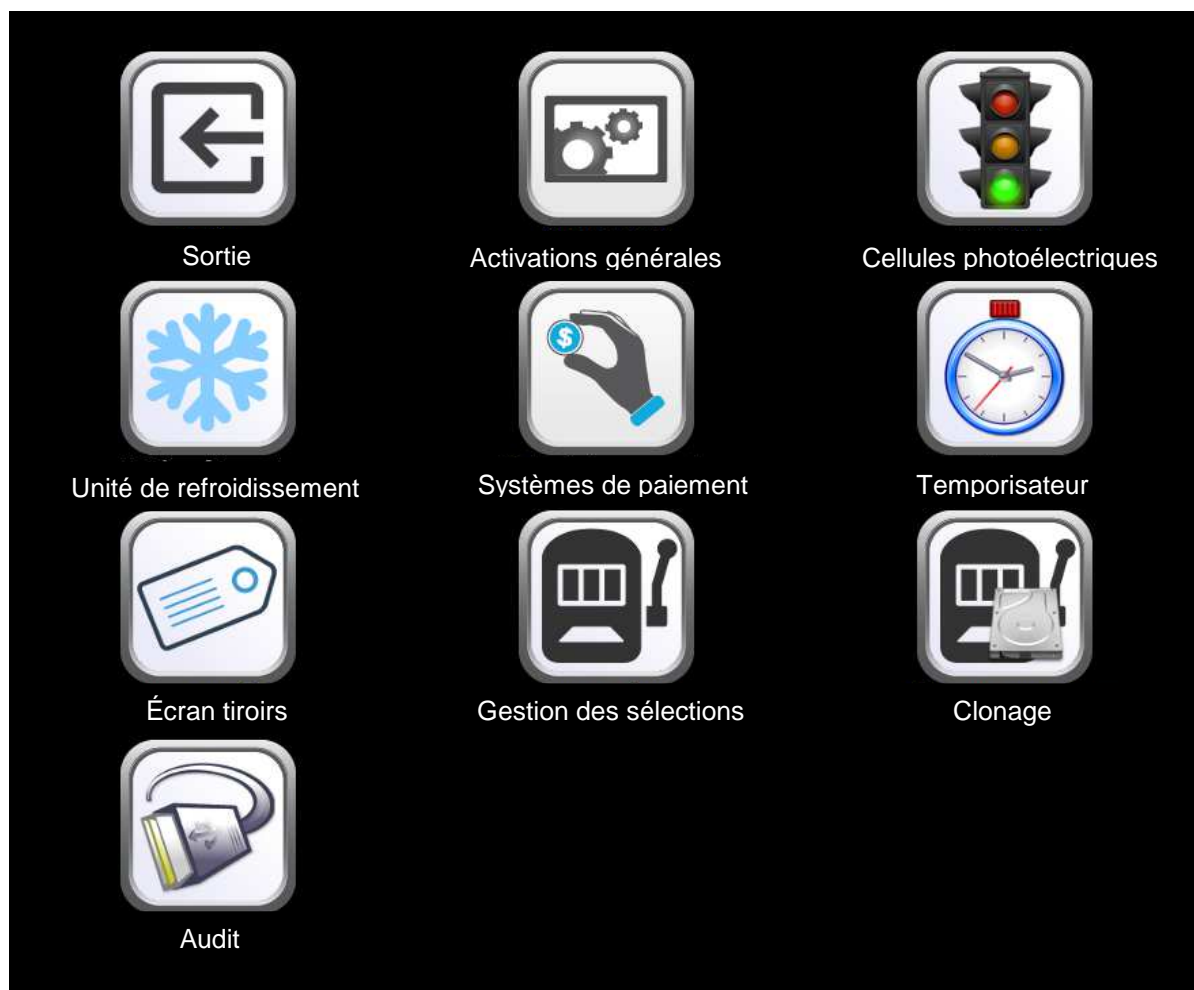 Sortie
Activations générales
Cellules photoélectriques
$
Unité de refroidissement
Systèmes de paiement
Temporisateur
Écran tiroirs
Gestion des sélections
Clonage
Audit